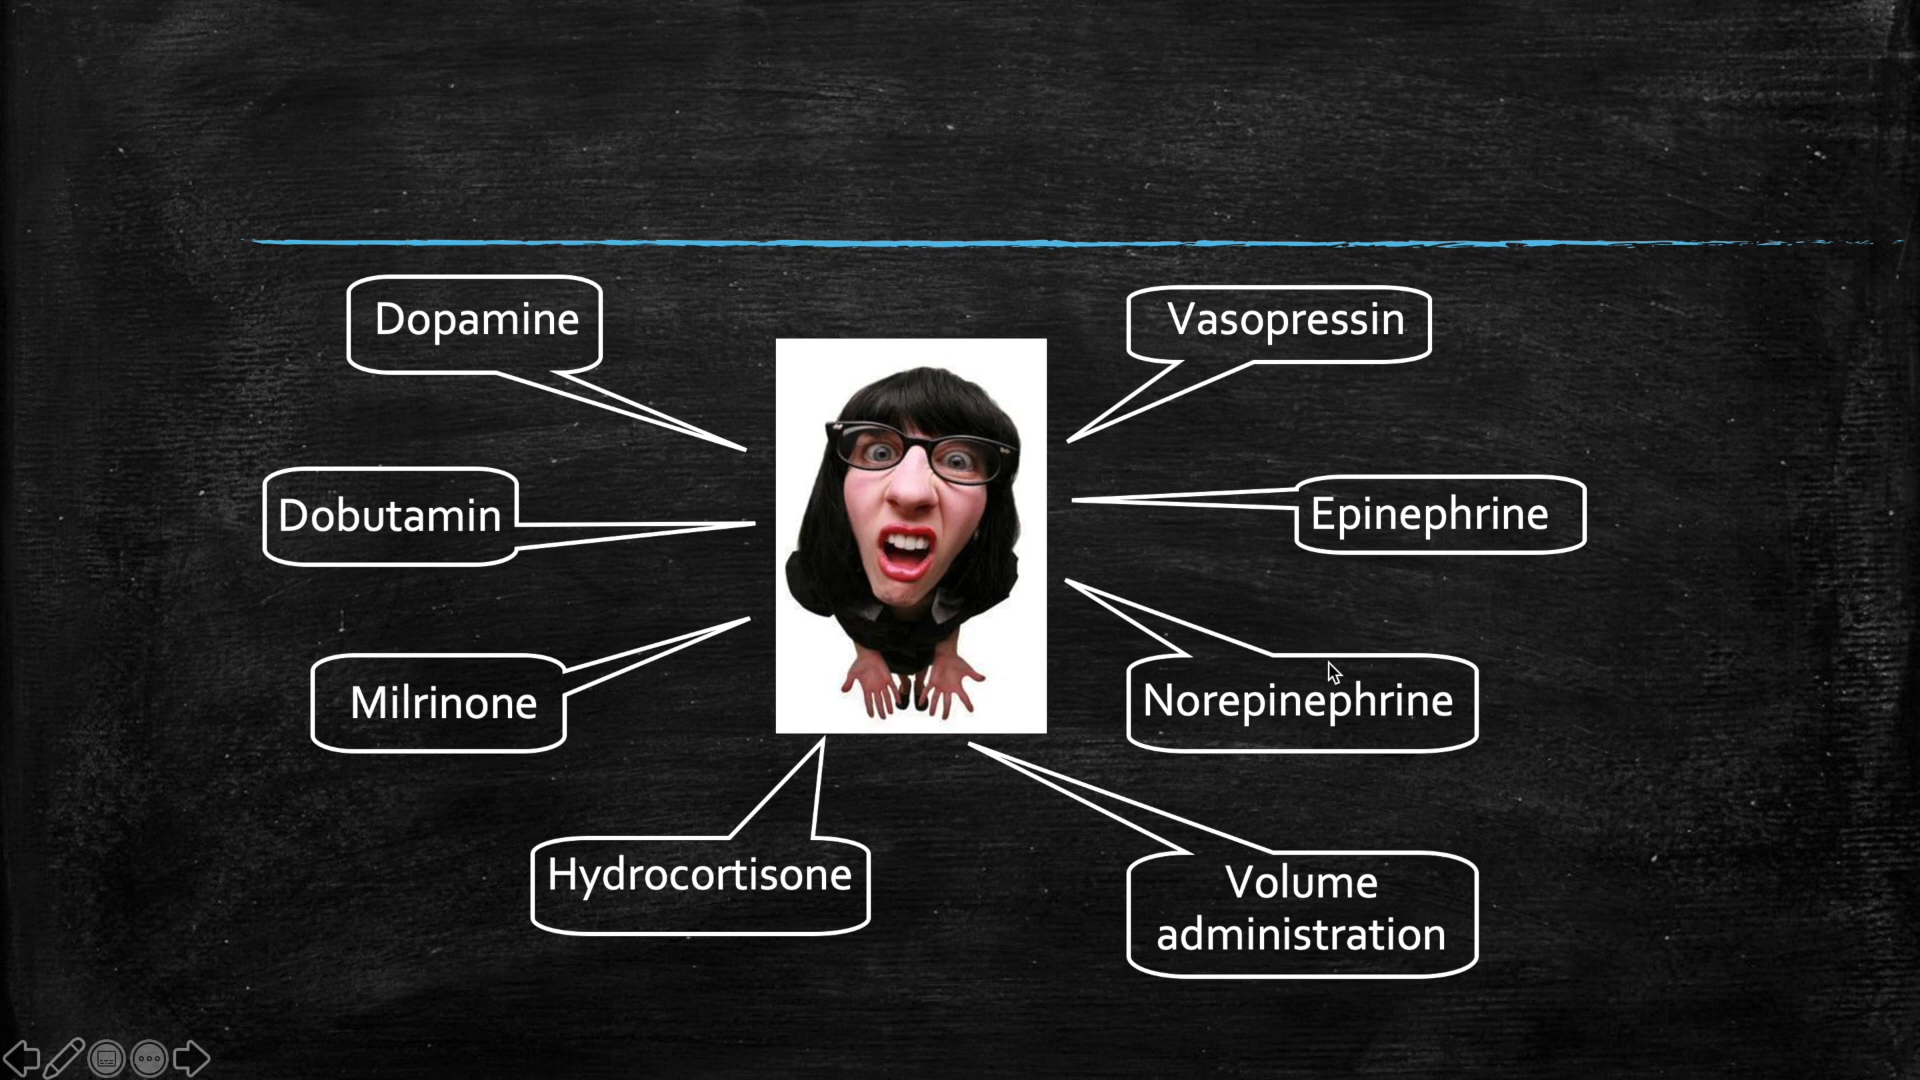 Dopamine
Vasopressin
Dobutamin
Epinephrine
Milrinone
Norepinephrine
Hydrocortisone
Volume
administration